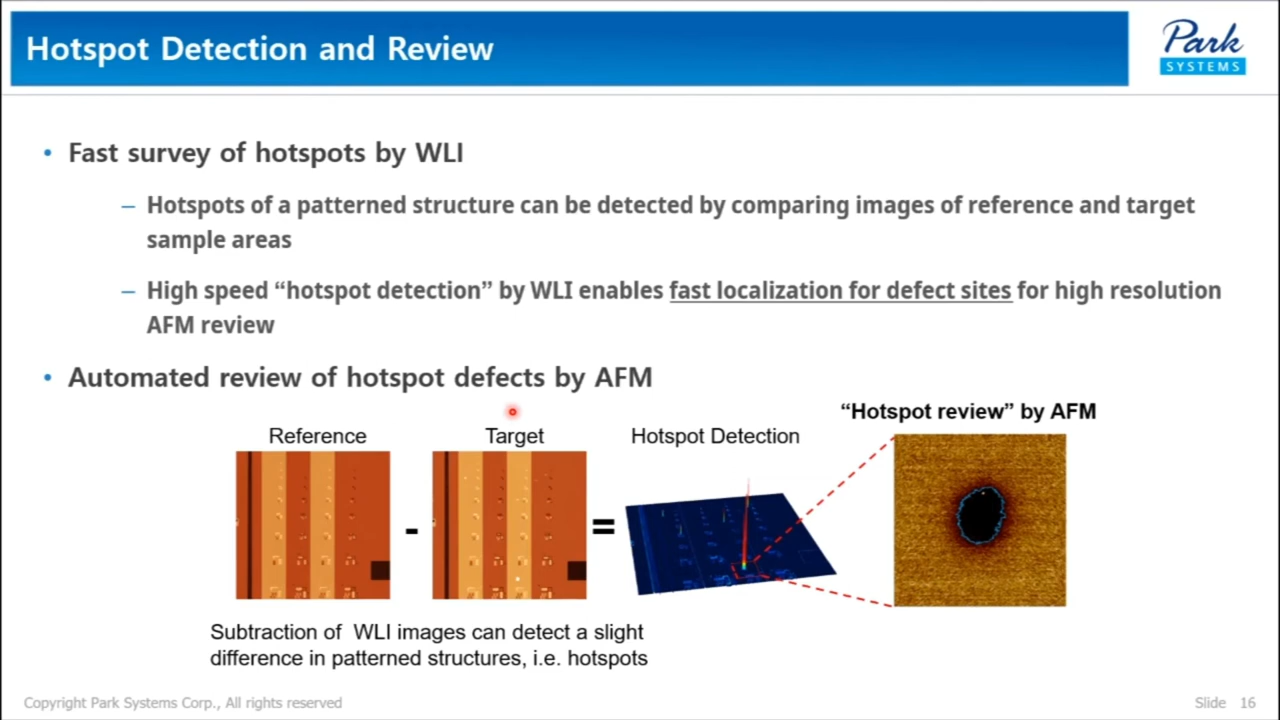 Hotspot Detection and Review
Park
SYSTEMS
• Fast survey of hotspots by WLI
– Hotspots of a patterned structure can be detected by comparing images of reference and target
sample areas
– High speed “hotspot detection” by WLI enables fast localization for defect sites for high resolution
AFM review
• Automated review of hotspot defects by AFM
“Hotspot review” by AFM
Reference
Target
Hotspot Detection
-
=
Subtraction of WLI images can detect a slight
difference in patterned structures, i.e. hotspots
Copyright Park Systems Corp., All rights reserved
Slide 16